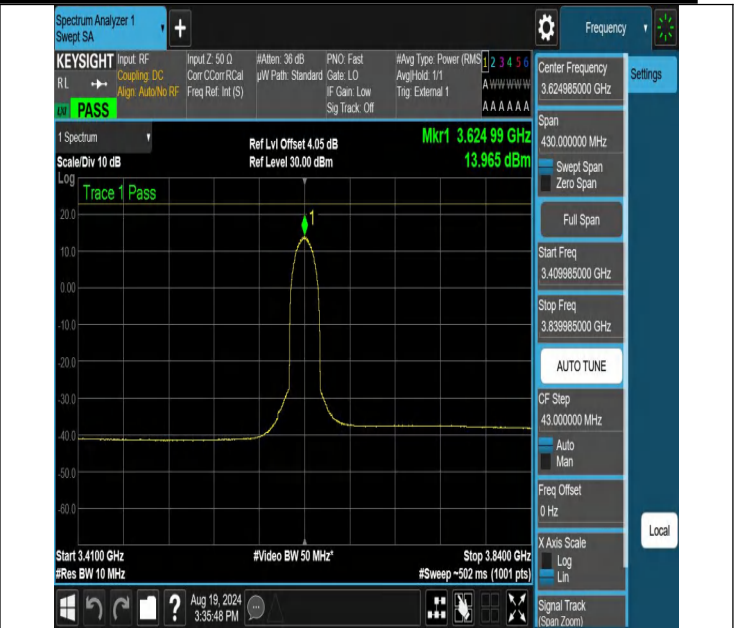 Spectrum Analyzer 1
Swept SA
+
Frequency
KEYSIGHT
RL
PASS
Input: RF
Coupling: DC
Align: Auto/No RF
Input Z: 50 Ω
Corr CCorr RCal
Freq Ref: Int (S)
#Atten: 36 dB
µW Path: Standard
PNO: Fast
Gate: LO
IF Gain: Low
Sig Track: Off
#Avg Type: Power (RMS
Avg|Hold: 1/1
Trig: External 1
1 2 3 4 5 6
A W W W W W
A A A A A A
1 Spectrum
Scale/Div 10 dB
Log
Ref Lvl Offset 4.05 dB
Ref Level 30.00 dBm
Mkr1 3.624 99 GHz
13.965 dBm
Trace 1 Pass
1
20.0
10.0
0.00
-10.0
-20.0
-30.0
-40.0
-50.0
-60.0
Start 3.4100 GHz
#Res BW 10 MHz
#Video BW 50 MHz*
Stop 3.8400 GHz
#Sweep ~502 ms (1001 pts)
Settings
Center Frequency
3.624985000 GHz
Span
430.000000 MHz
Swept Span
Zero Span
Full Span
Start Freq
3.409985000 GHz
Stop Freq
3.839985000 GHz
AUTO TUNE
CF Step
43.000000 MHz
Auto
Man
Freq Offset
0 Hz
X Axis Scale
Log
Lin
Signal Track
(Span Zoom)
Local
?
Aug 19, 2024
3:35:48 PM